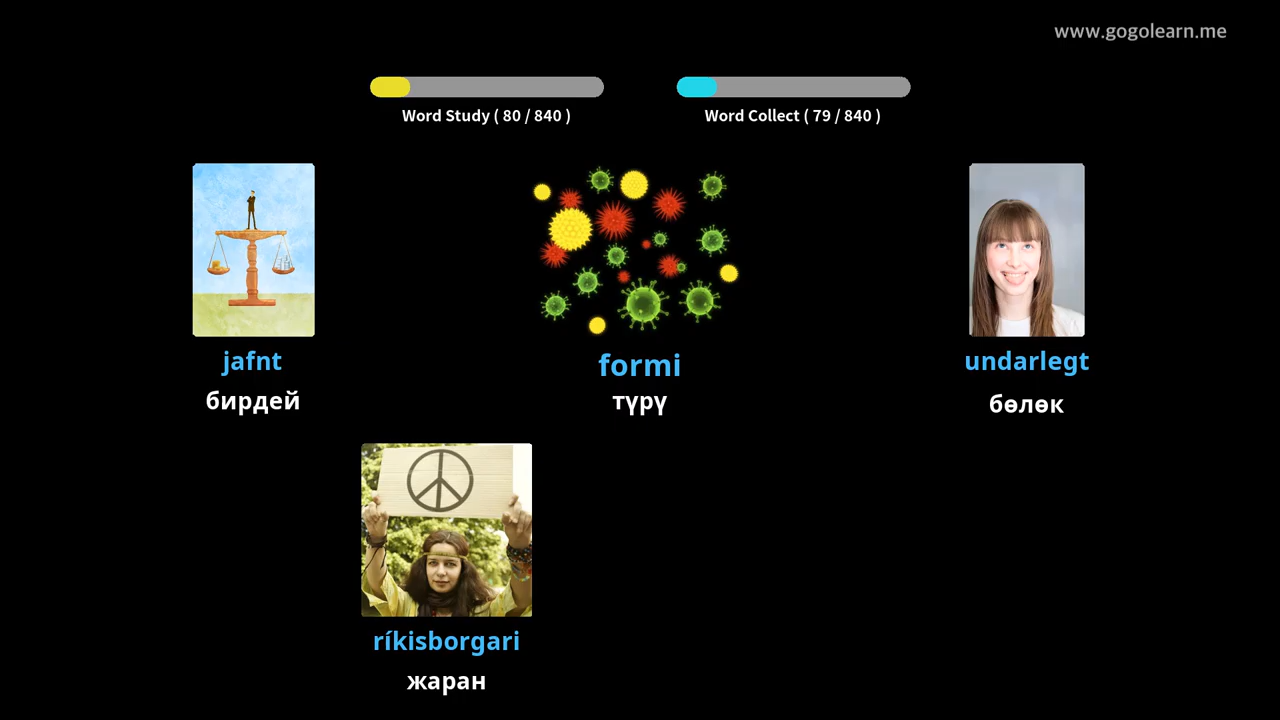 www.gogolearn.me
Word Study ( 80 / 840 )
Word Collect ( 79 / 840 )
jafnt
бирдей
formi
түрү
undarlegt
бөлөк
ríkisborgari
жаран